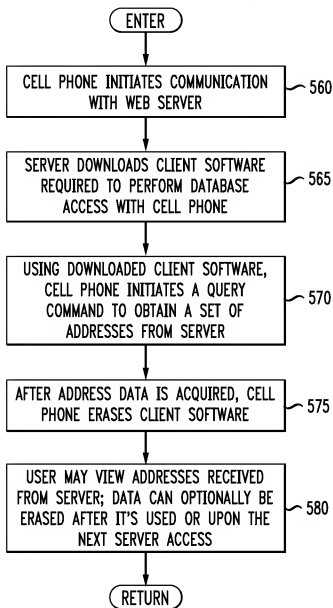 ENTER
CELL PHONE INITIATES COMMUNICATION
WITH WEB SERVER
560
SERVER DOWNLOADS CLIENT SOFTWARE
REQUIRED TO PERFORM DATABASE
ACCESS WITH CELL PHONE
565
USING DOWNLOADED CLIENT SOFTWARE,
CELL PHONE INITIATES A QUERY
COMMAND TO OBTAIN A SET OF
ADDRESSES FROM SERVER
570
AFTER ADDRESS DATA IS ACQUIRED, CELL
PHONE ERASES CLIENT SOFTWARE
575
USER MAY VIEW ADDRESSES RECEIVED
FROM SERVER; DATA CAN OPTIONALLY BE
ERASED AFTER IT'S USED OR UPON THE
NEXT SERVER ACCESS
580
RETURN